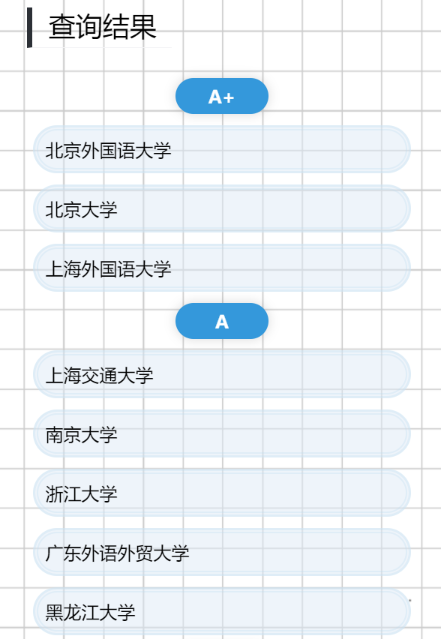 查询结果
A+
北京外国语大学
北京大学
上海外国语大学
A
上海交通大学
南京大学
浙江大学
广东外语外贸大学
黑龙江大学